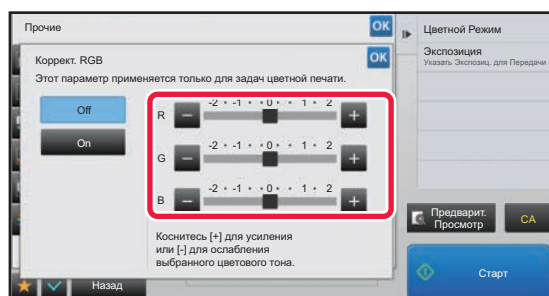 Прочие
OK
Цветной Режим
Экспозиция
Указать Экспозиц. для Передачи
Коррект. RGB
OK
Этот параметр применяется только для задач цветной печати.
Off
On
-2 • -1 • • 0 • • 1 • 2
R − +
-2 • -1 • • 0 • • 1 • 2
G − +
-2 • -1 • • 0 • • 1 • 2
B − +
Коснитесь [+] для усиления
или [-] для ослабления
выбранного цветового тона.
Предварит.
Просмотр
CA
Старт
Назад